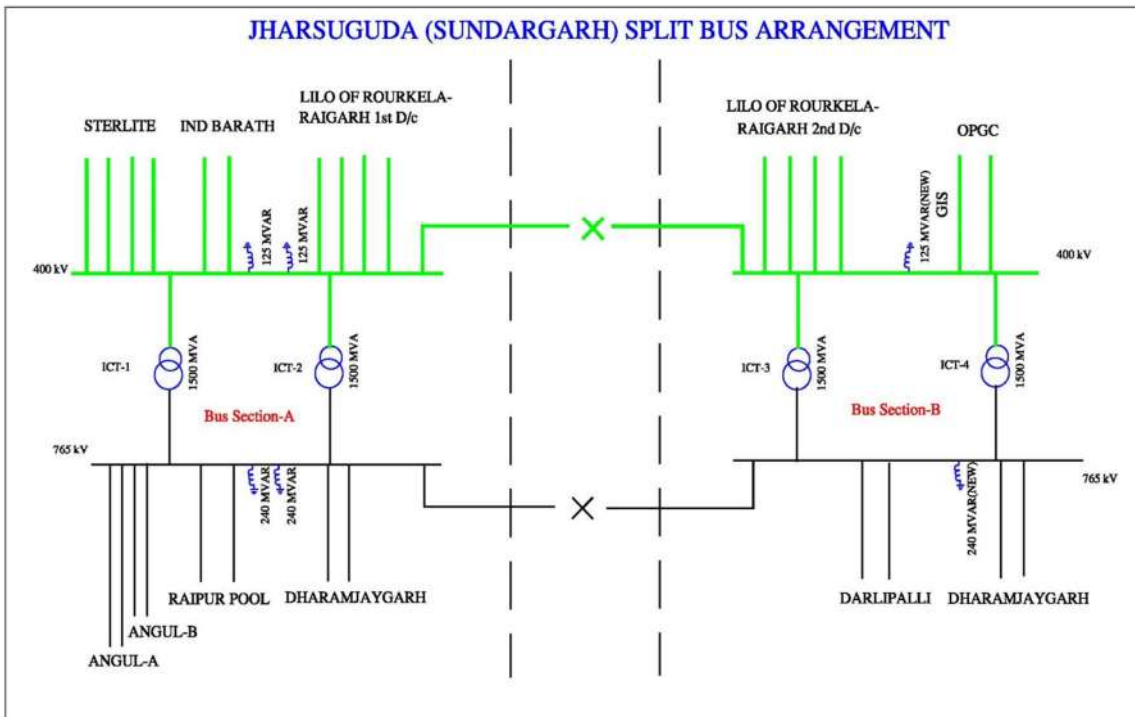 JHARSUGUDA (SUNDARGARH) SPLIT BUS ARRANGEMENT
STERLITE
IND BARATH
LILO OF ROURKELA-
RAIGARH 1st D/c
125 MVAR
125 MVAR
400 kV
ICT-1
1500 MVA
ICT-2
1500 MVA
Bus Section-A
765 kV
240 MVAR
240 MVAR
RAIPUR POOL
DHARAMJAYGARH
ANGUL-B
ANGUL-A
LILO OF ROURKELA-
RAIGARH 2nd D/c
OPGC
125 MVAR(NEW)
GIS
400 kV
ICT-3
1500 MVA
ICT-4
1500 MVA
Bus Section-B
765 kV
240 MVAR(NEW)
DARLIPALLI
DHARAMJAYGARH